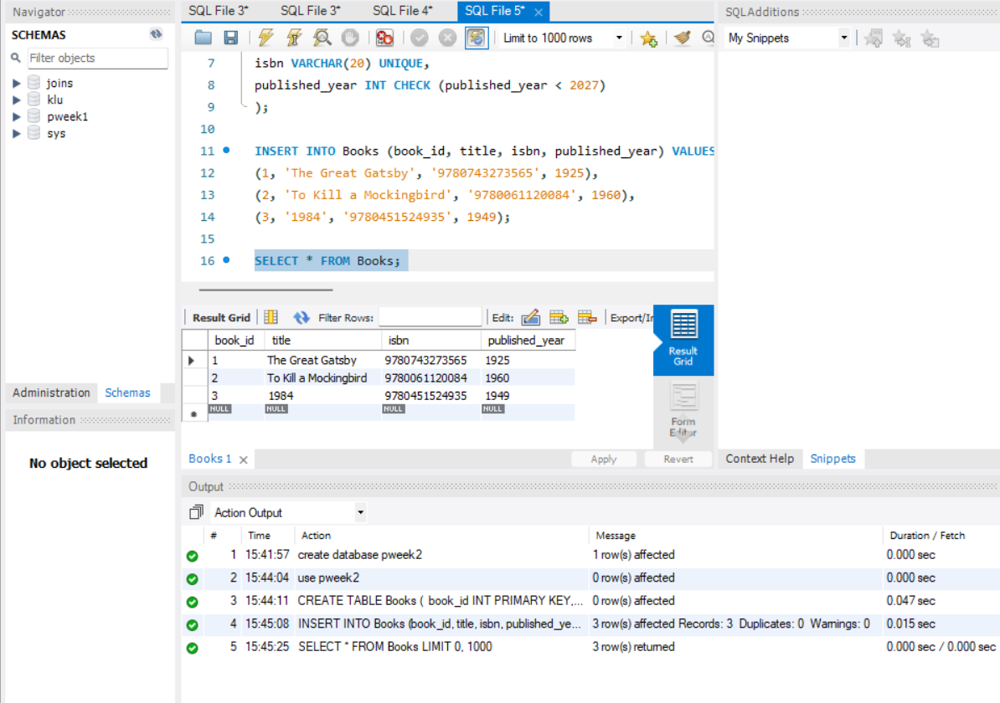 Navigator
SCHEMAS
Filter objects
joins
klu
pweek1
sys
Administration Schemas
Information
No object selected
SQL File 3* SQL File 3* SQL File 4* SQL File 5*
Limit to 1000 rows
7 isbn VARCHAR(20) UNIQUE,
8 published_year INT CHECK (published_year < 2027)
9 );
10
11 INSERT INTO Books (book_id, title, isbn, published_year) VALUES
12 (1, 'The Great Gatsby', '9780743273565', 1925),
13 (2, 'To Kill a Mockingbird', '9780061120084', 1960),
14 (3, '1984', '9780451524935', 1949);
15
16 SELECT * FROM Books;
Result Grid Filter Rows: Edit: Export/Im
book_id title isbn published_year
1 The Great Gatsby 9780743273565 1925
2 To Kill a Mockingbird 9780061120084 1960
3 1984 9780451524935 1949
NULL NULL NULL NULL
Result
Grid
Form
Editor
Books 1 Apply Revert
SQLAdditions
My Snippets
Context Help Snippets
Output
Action Output
# Time Action Message Duration / Fetch
1 15:41:57 create database pweek2 1 row(s) affected 0.000 sec
2 15:44:04 use pweek2 0 row(s) affected 0.000 sec
3 15:44:11 CREATE TABLE Books ( book_id INT PRIMARY KEY,... 0 row(s) affected 0.047 sec
4 15:45:08 INSERT INTO Books (book_id, title, isbn, published_ye... 3 row(s) affected Records: 3 Duplicates: 0 Warnings: 0 0.015 sec
5 15:45:25 SELECT * FROM Books LIMIT 0, 1000 3 row(s) returned 0.000 sec / 0.000 sec